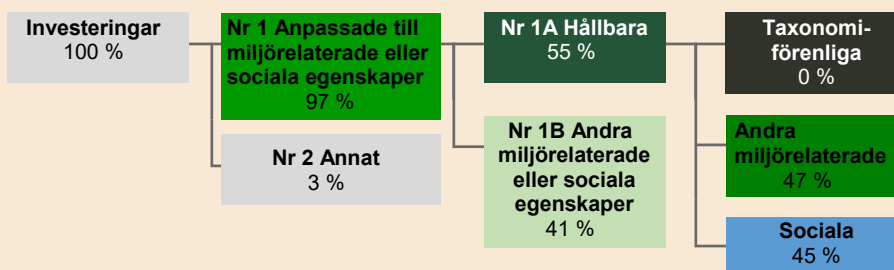 Investeringar
100 %
Nr 1 Anpassade till
miljörelaterade eller
sociala egenskaper
97 %
Nr 2 Annat
3 %
Nr 1A Hållbara
55 %
Nr 1B Andra
miljörelaterade
eller sociala
egenskaper
41 %
Taxonomi-
förenliga
0 %
Andra
miljörelaterade
47 %
Sociala
45 %